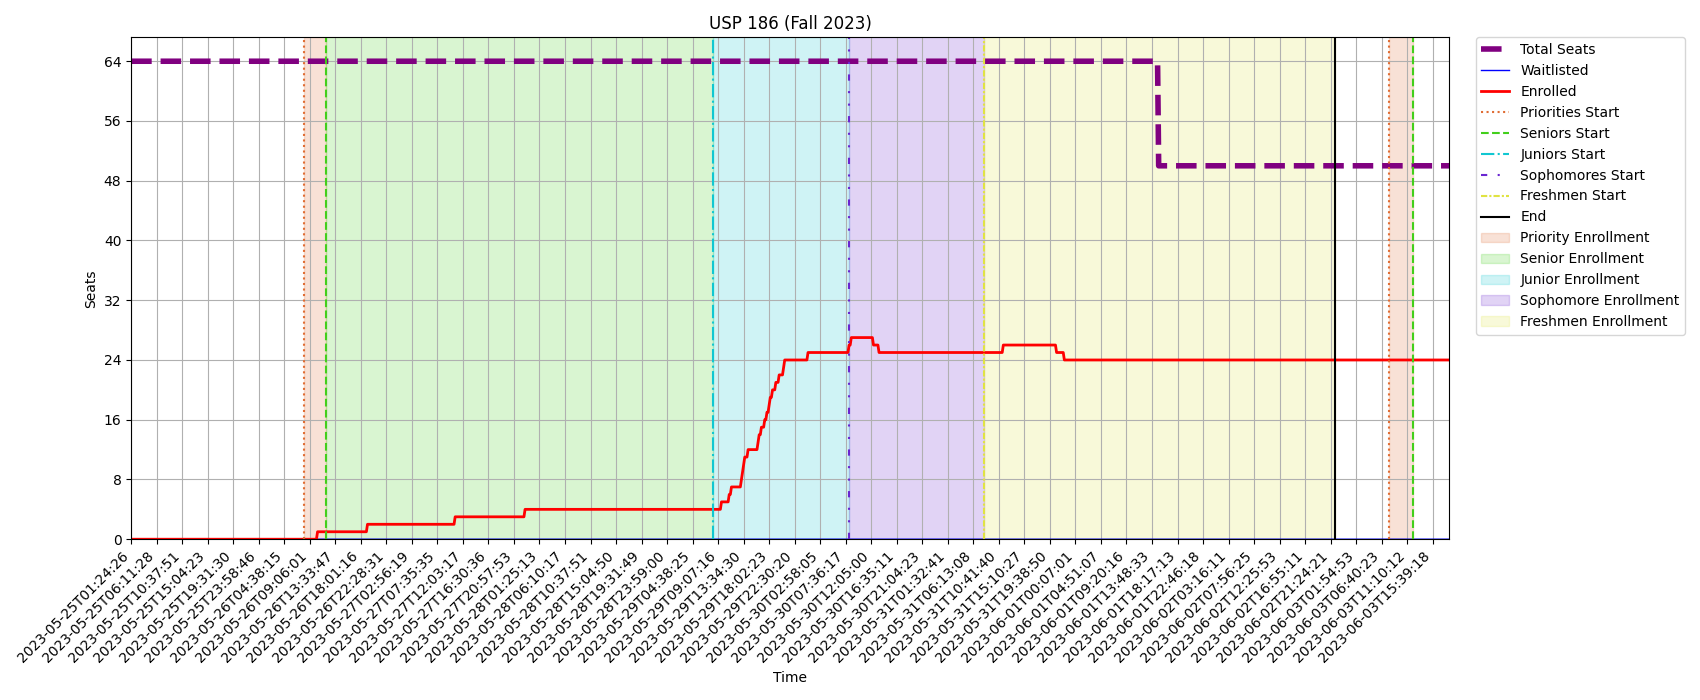 USP 186 (Fall 2023)
Seats
64
56
48
40
32
24
16
8
0
2023-05-25T01:24:26
2023-05-25T06:11:28
2023-05-25T10:37:51
2023-05-25T15:04:23
2023-05-25T19:31:30
2023-05-25T23:58:46
2023-05-26T04:38:15
2023-05-26T09:06:01
2023-05-26T13:33:47
2023-05-26T18:01:16
2023-05-26T22:28:31
2023-05-27T02:56:19
2023-05-27T07:35:35
2023-05-27T12:03:17
2023-05-27T16:30:36
2023-05-27T20:57:53
2023-05-28T01:25:13
2023-05-28T06:10:17
2023-05-28T10:37:51
2023-05-28T15:04:50
2023-05-28T19:31:49
2023-05-28T23:59:00
2023-05-29T04:38:25
2023-05-29T09:07:16
2023-05-29T13:34:30
2023-05-29T18:02:23
2023-05-29T22:30:20
2023-05-30T02:58:05
2023-05-30T07:36:17
2023-05-30T12:05:00
2023-05-30T16:35:11
2023-05-30T21:04:23
2023-05-31T01:32:41
2023-05-31T06:13:08
2023-05-31T10:41:40
2023-05-31T15:10:27
2023-05-31T19:38:50
2023-06-01T00:07:01
2023-06-01T04:51:07
2023-06-01T09:20:16
2023-06-01T13:48:33
2023-06-01T18:17:13
2023-06-01T22:46:18
2023-06-02T03:16:11
2023-06-02T07:56:25
2023-06-02T12:25:53
2023-06-02T16:55:11
2023-06-02T21:24:21
2023-06-03T01:54:53
2023-06-03T06:40:23
2023-06-03T11:10:12
2023-06-03T15:39:18
Time
Total Seats
Waitlisted
Enrolled
Priorities Start
Seniors Start
Juniors Start
Sophomores Start
Freshmen Start
End
Priority Enrollment
Senior Enrollment
Junior Enrollment
Sophomore Enrollment
Freshmen Enrollment